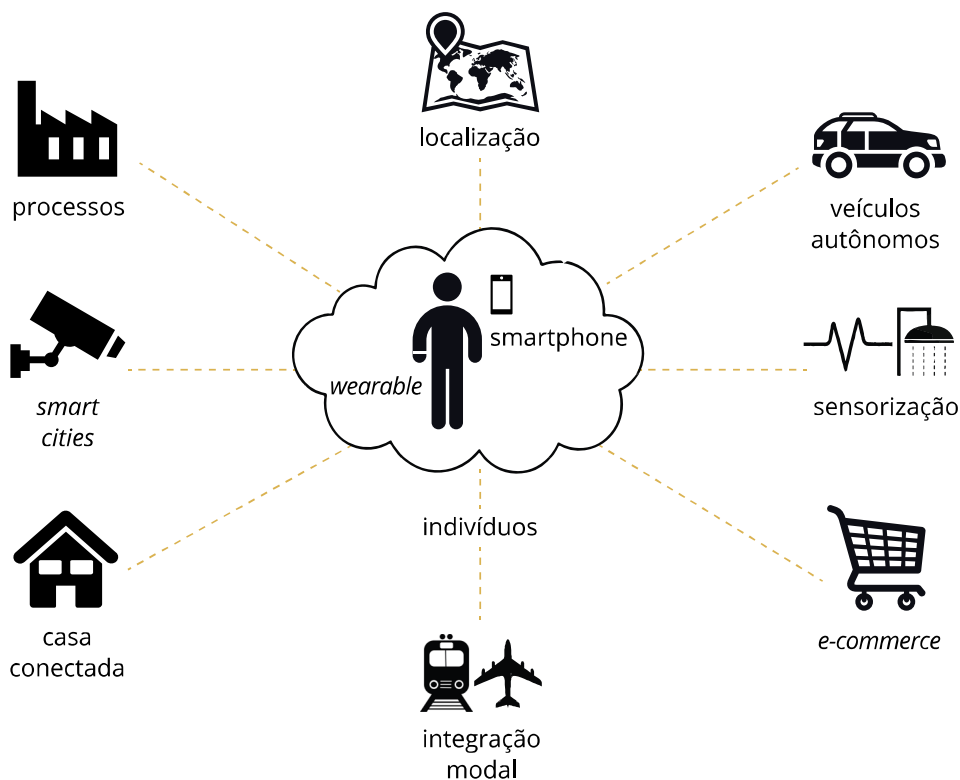 localização
processos
veículos
autônomos
smartphone
wearable
smart
cities
sensorização
indivíduos
casa
conectada
e-commerce
integração
modal